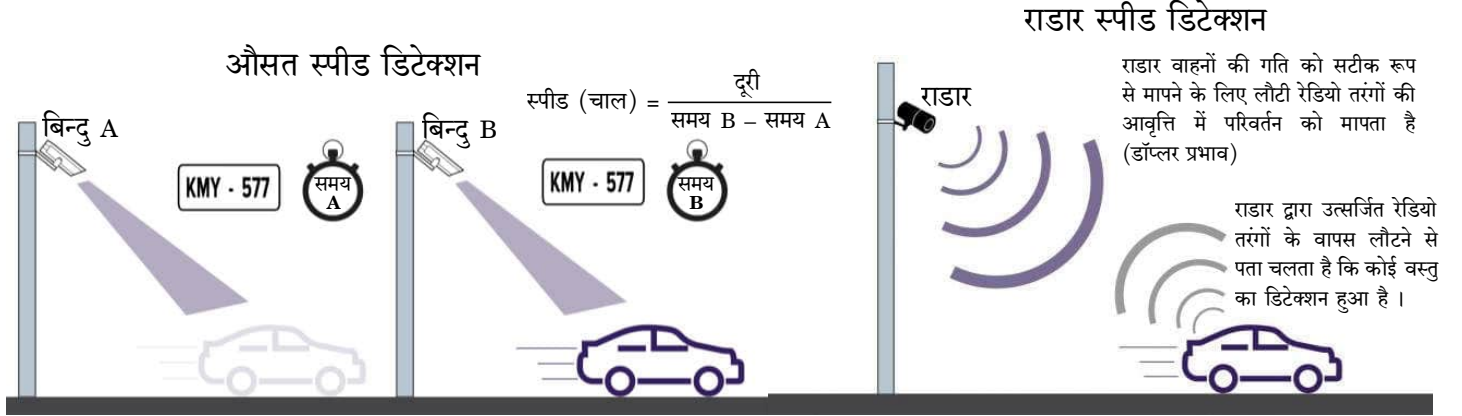 औसत स्पीड डिटेक्शन
स्पीड (चाल) = दूरी / समय B – समय A
बिन्दु A
KMY - 577
समय
A
बिन्दु B
KMY - 577
समय
B
राडार स्पीड डिटेक्शन
राडार
राडार वाहनों की गति को सटीक रूप
से मापने के लिए लौटी रेडियो तरंगों की
आवृत्ति में परिवर्तन को मापता है
(डॉप्लर प्रभाव)
राडार द्वारा उत्सर्जित रेडियो
तरंगों के वापस लौटने से
पता चलता है कि कोई वस्तु
का डिटेक्शन हुआ है ।